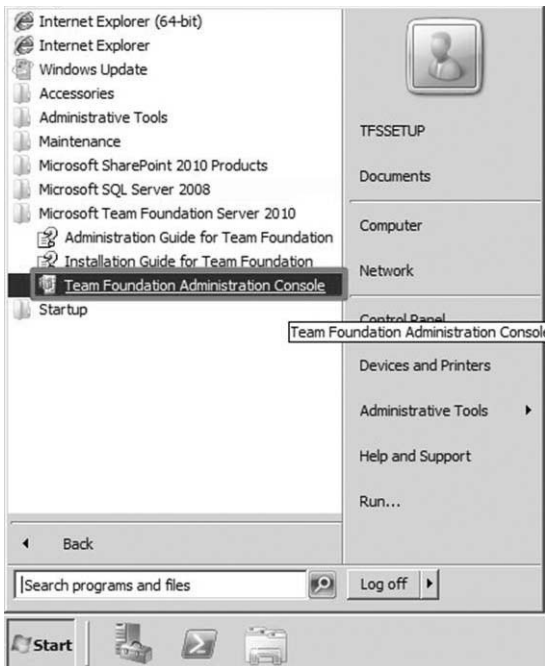 Internet Explorer (64-bit)
Internet Explorer
Windows Update
Accessories
Administrative Tools
Maintenance
Microsoft SharePoint 2010 Products
Microsoft SQL Server 2008
Microsoft Team Foundation Server 2010
Administration Guide for Team Foundation
Installation Guide for Team Foundation
Team Foundation Administration Console
Startup
Back
Search programs and files
TFSSETUP
Documents
Computer
Network
Control Panel
Team Foundation Administration Console
Devices and Printers
Administrative Tools
Help and Support
Run...
Log off
Start